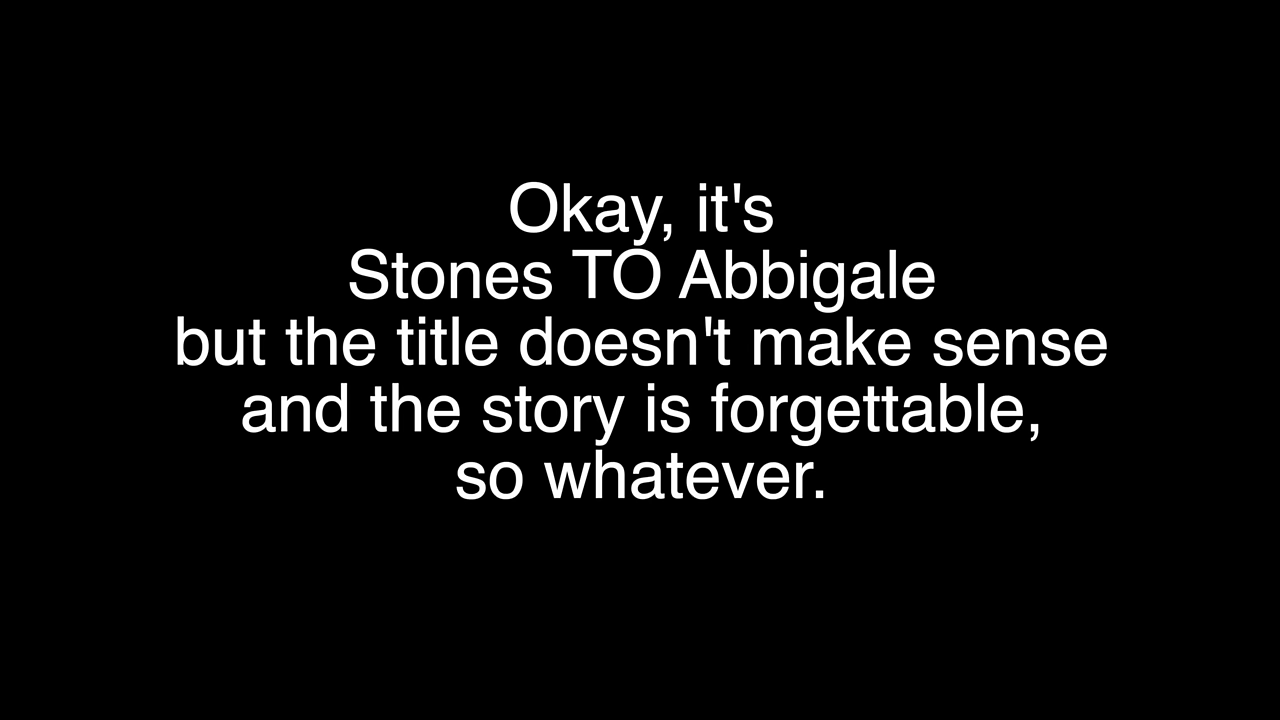 Okay, it's
Stones TO Abbigale
but the title doesn't make sense
and the story is forgettable,
so whatever.